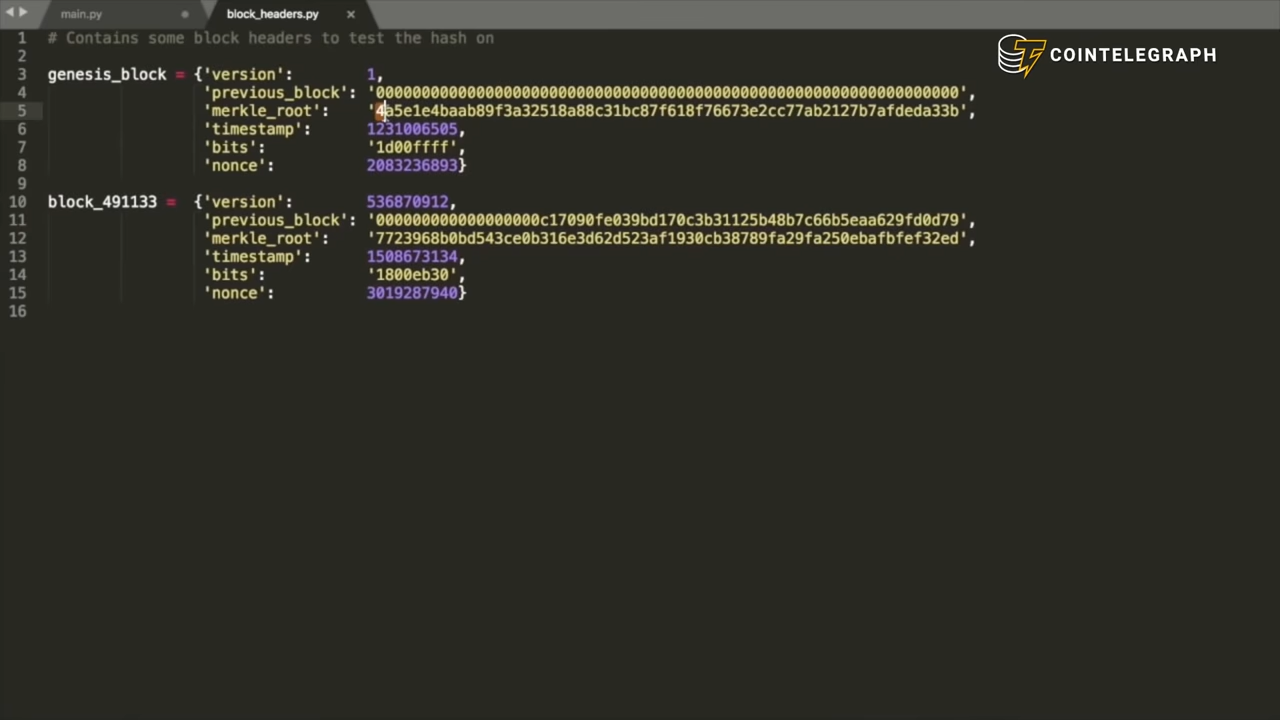 main.py
block_headers.py ×
COINTELEGRAPH
1 # Contains some block headers to test the hash on
2
3 genesis_block = {'version': 1,
4 'previous_block': '0000000000000000000000000000000000000000000000000000000000000000',
5 'merkle_root': '4a5e1e4baab89f3a32518a88c31bc87f618f76673e2cc77ab2127b7afdeda33b',
6 'timestamp': 1231006505,
7 'bits': '1d00ffff',
8 'nonce': 2083236893}
9
10 block_491133 = {'version': 536870912,
11 'previous_block': '000000000000000000c17090fe039bd170c3b31125b48b7c66b5eaa629fd0d79',
12 'merkle_root': '7723968b0bd543ce0b316e3d62d523af1930cb38789fa29fa250ebafbfef32ed',
13 'timestamp': 1508673134,
14 'bits': '1800eb30',
15 'nonce': 3019287940}
16